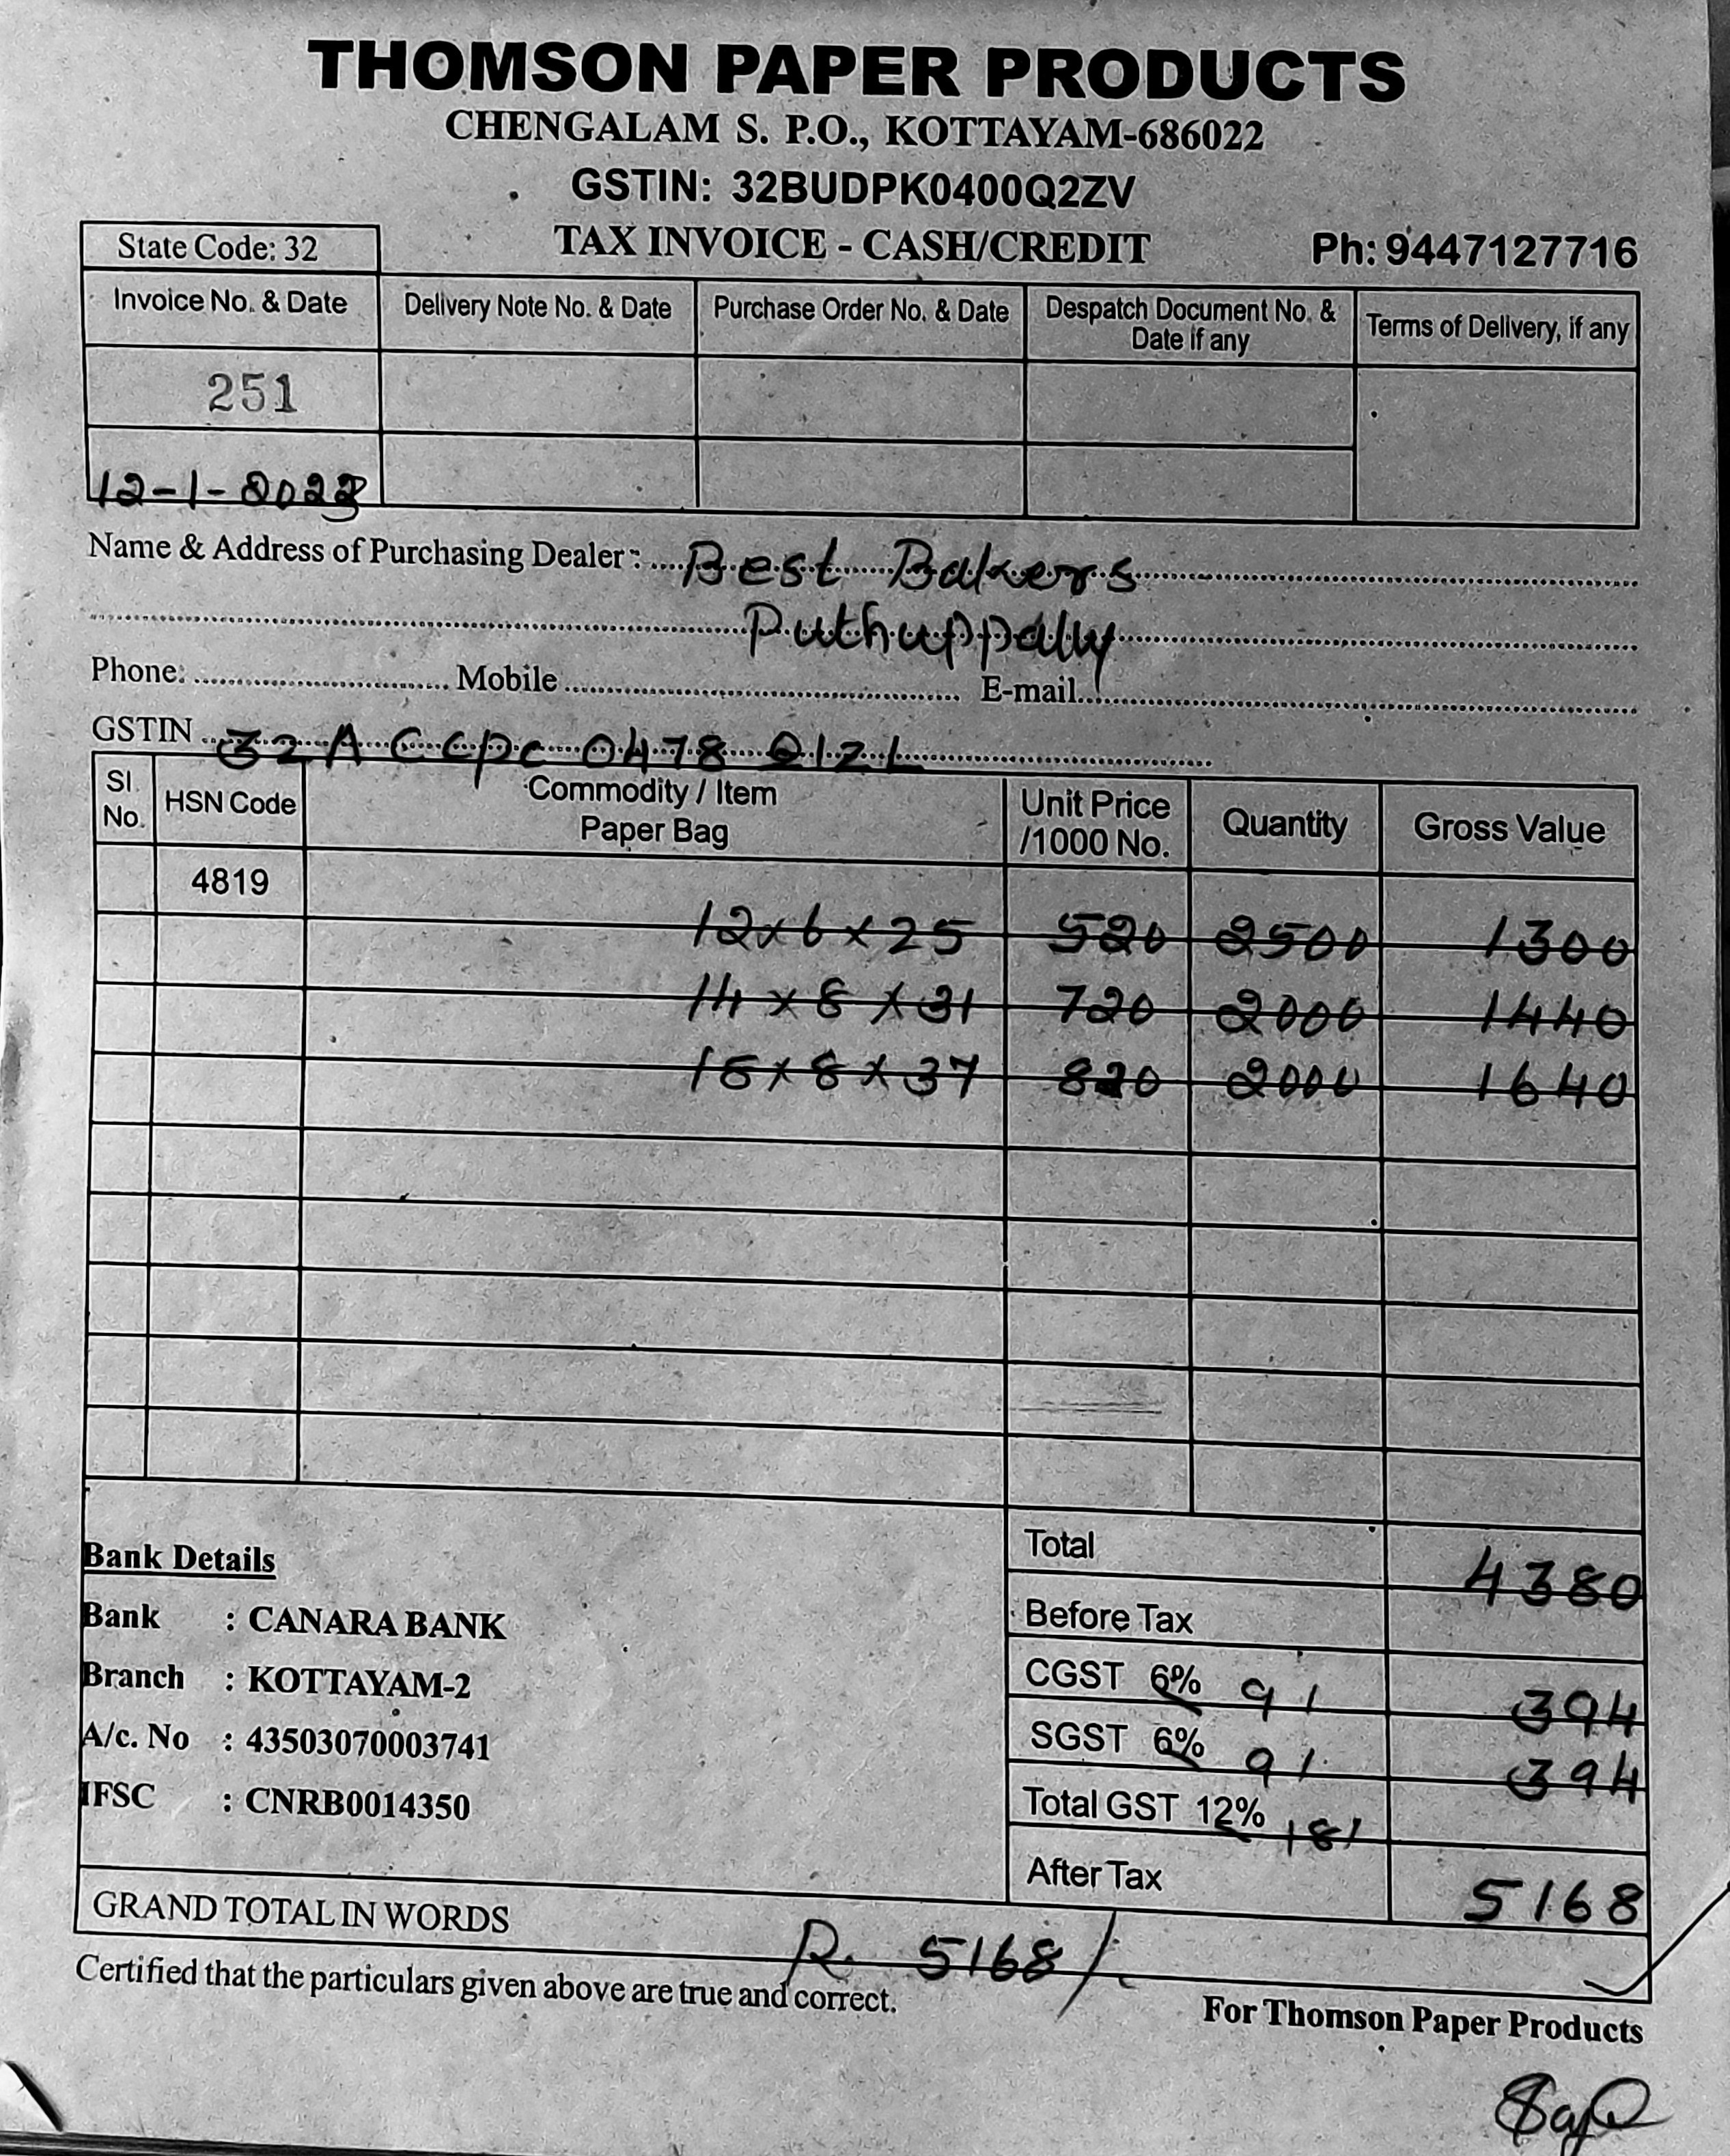 THOMSON PAPER PRODUCTS
CHENGALAM S. P.O., KOTTAYAM-686022
GSTIN: 32BUDPK0400Q2ZV
State Code: 32
TAX INVOICE - CASH/CREDIT
Ph: 9447127716
Invoice No. & Date
Delivery Note No. & Date
Purchase Order No. & Date
Despatch Document No. & Date if any
Terms of Delivery, if any
251
12-1-2023
Name & Address of Purchasing Dealer: Best Bakers
Puthuppally
Phone: Mobile E-mail
GSTIN 32ACCPC0478Q1ZL
Sl. No. HSN Code Commodity / Item Paper Bag Unit Price /1000 No. Quantity Gross Value
4819
12x6x25 520 2500 1300
14x8x31 720 2000 1440
820 2000 1640
Total 4380
Before Tax
CGST 6% 9% 394
SGST 6% 9% 394
Total GST 12% 18%
After Tax 5168
Bank Details
Bank : CANARA BANK
Branch : KOTTAYAM-2
A/c. No : 43503070003741
IFSC : CNRB0014350
GRAND TOTAL IN WORDS R. 5168/.
Certified that the particulars given above are true and correct.
For Thomson Paper Products